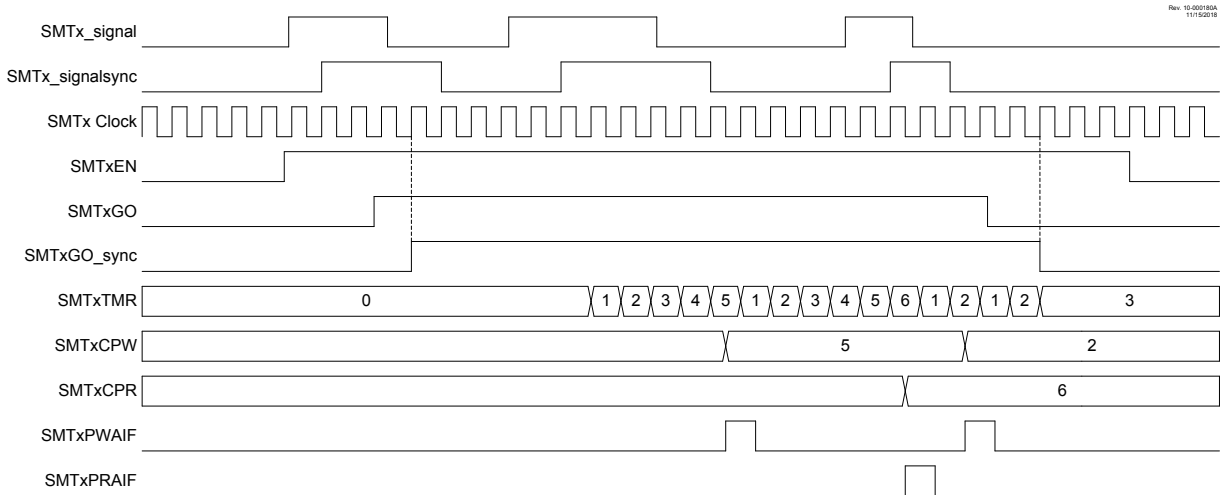 Rev. 10-000180A
11/15/2018
SMTx_signal
SMTx_signalsync
SMTx Clock
SMTxEN
SMTxGO
SMTxGO_sync
SMTxTMR 0 1 2 3 4 5 1 2 3 4 5 6 1 2 1 2 3
SMTxCPW 5 2
SMTxCPR 6
SMTxPWAIF
SMTxPRAIF